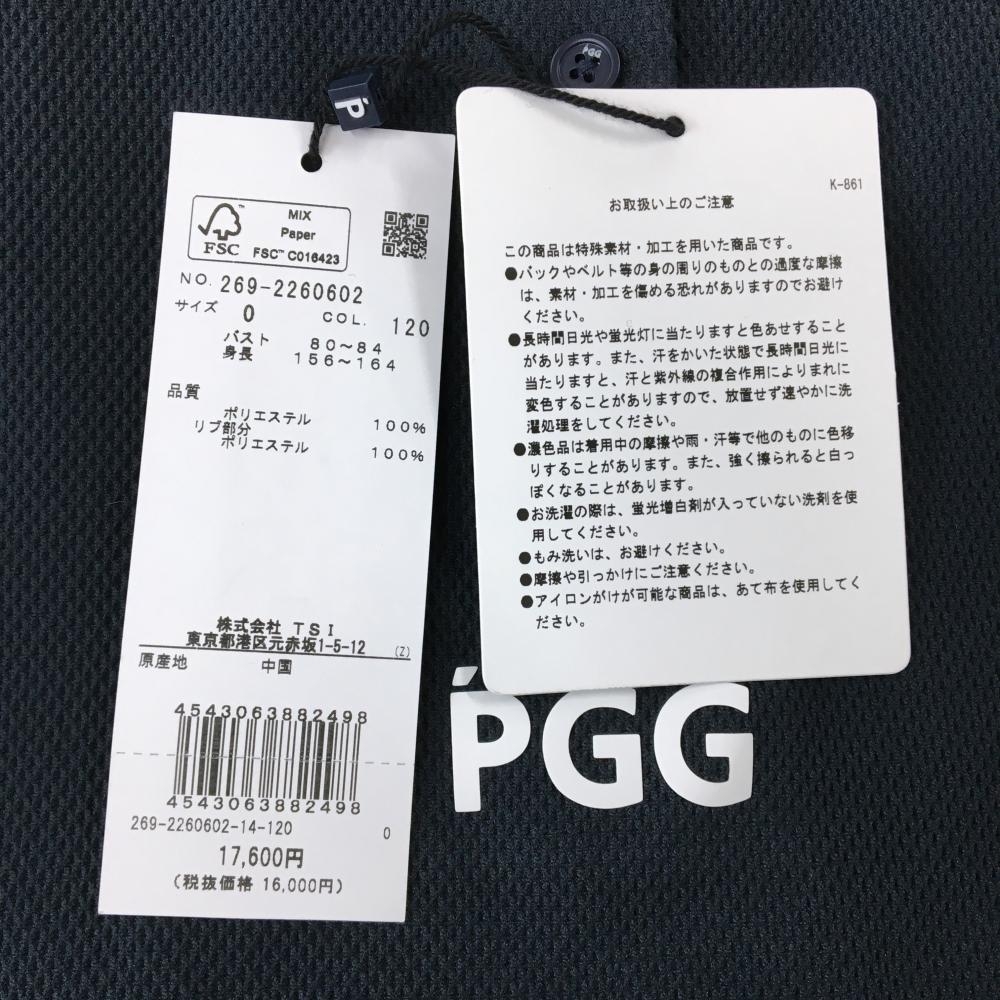 PGG
P
MIX
Paper
FSC™ C016423
FSC
NO. 269-2260602
サイズ 0 COL. 120
バスト 80～84
身長 156～164
品質
ポリエステル 100%
リブ部分
ポリエステル 100%
株式会社 TSI
東京都港区元赤坂1-5-12 (Z)
原産地 中国
4543063882498
4543063882498
269-2260602-14-120 0
17,600円
(税抜価格 16,000円)
K-861
お取扱い上のご注意
この商品は特殊素材・加工を用いた商品です。
●バックやベルト等の身の周りのものとの過度な摩擦
は、素材・加工を傷める恐れがありますのでお避け
ください。
●長時間日光や蛍光灯に当たりますと色あせすること
があります。また、汗をかいた状態で長時間日光に
当たりますと、汗と紫外線の複合作用によりまれに
変色することがありますので、放置せず速やかに洗
濯処理をしてください。
●濃色品は着用中の摩擦や雨・汗等で他のものに色移
りすることがあります。また、強く擦られると白っ
ぽくなることがあります。
●お洗濯の際は、蛍光増白剤が入っていない洗剤を使
用してください。
●もみ洗いは、お避けください。
●摩擦や引っかけにご注意ください。
●アイロンがけが可能な商品は、あて布を使用してく
ださい。
PGG